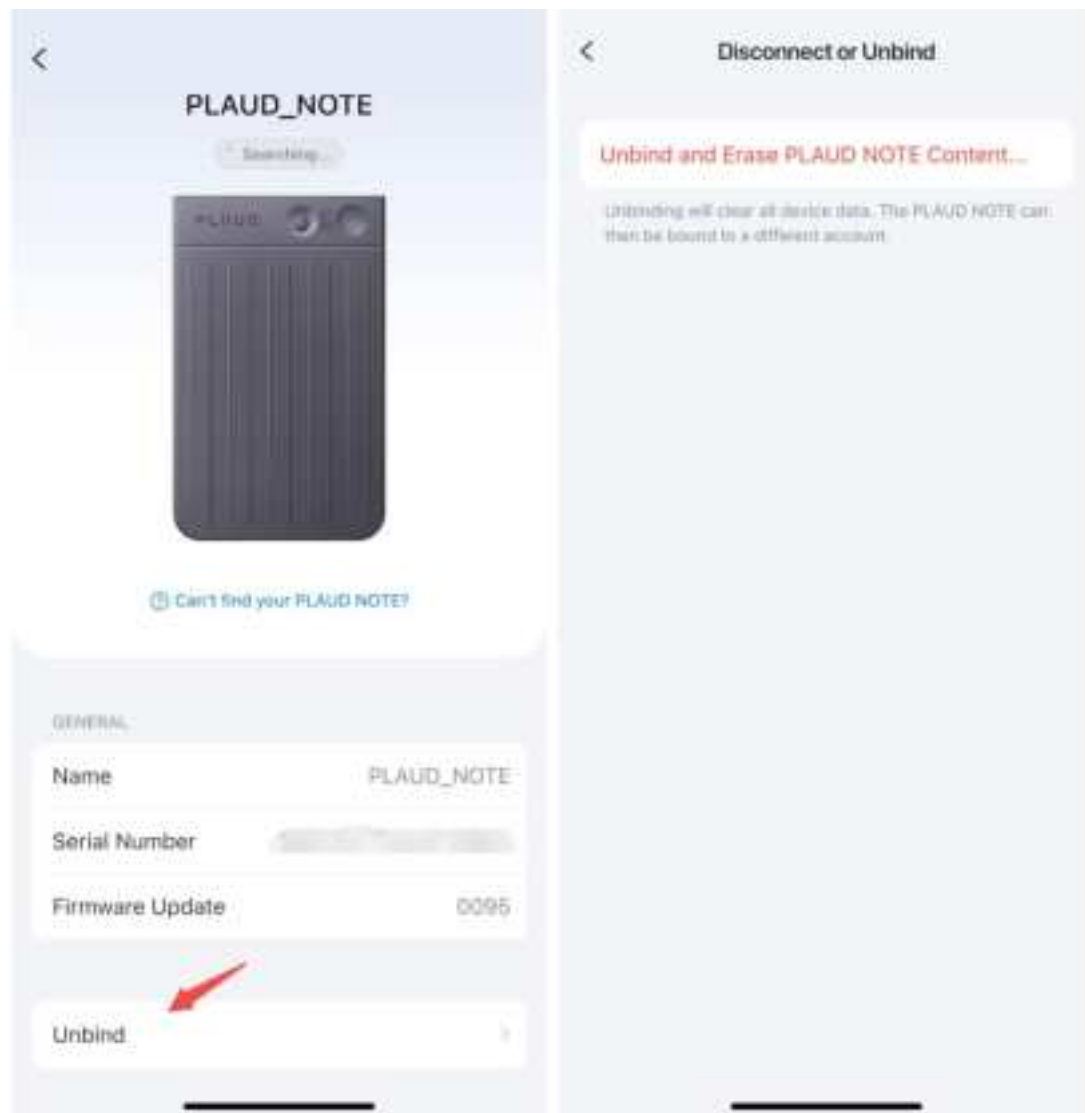 PLAUD_NOTE
Searching...
PLAUD
Can't find your PLAUD NOTE?
GENERAL
Name
PLAUD_NOTE
Serial Number
Firmware Update
0095
Unbind
Disconnect or Unbind
Unbind and Erase PLAUD NOTE Content...
Unbinding will clear all device data. The PLAUD NOTE can
then be bound to a different account.